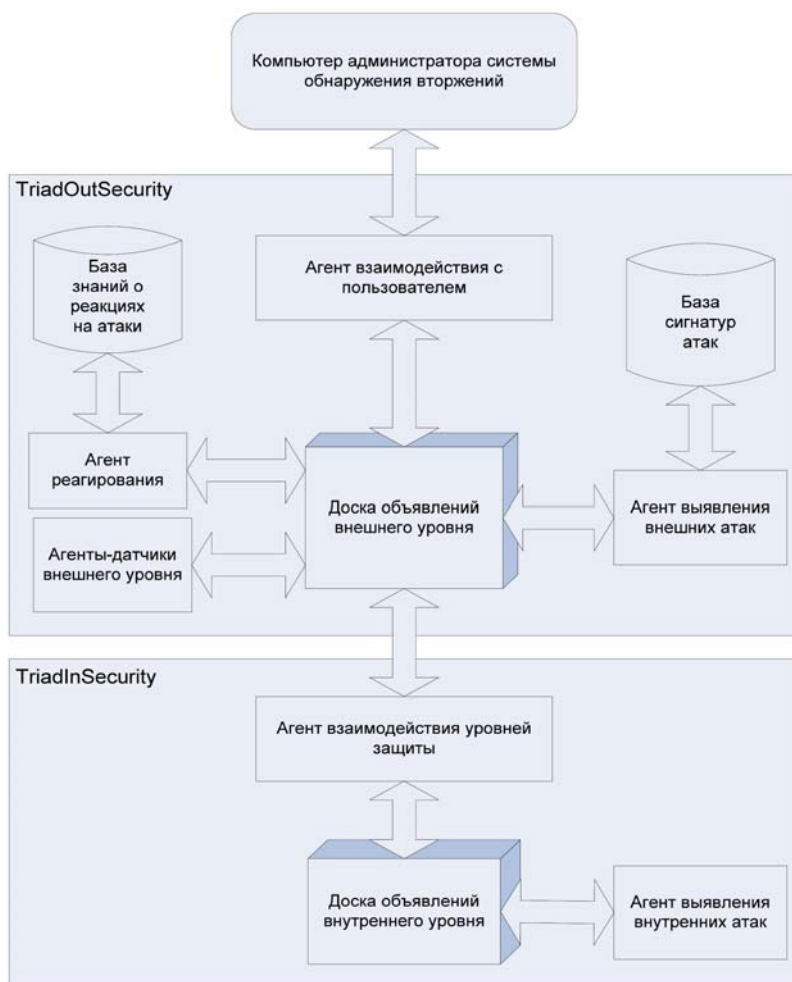 Компьютер администратора системы
обнаружения вторжений
TriadOutSecurity
База
знаний о
реакциях
на атаки
Агент взаимодействия с
пользователем
База
сигнатур
атак
Агент
реагирования
Доска объявлений
внешнего уровня
Агент выявления
внешних атак
Агенты-датчики
внешнего уровня
TriadInSecurity
Агент взаимодействия уровней
защиты
Доска объявлений
внутреннего уровня
Агент выявления
внутренних атак